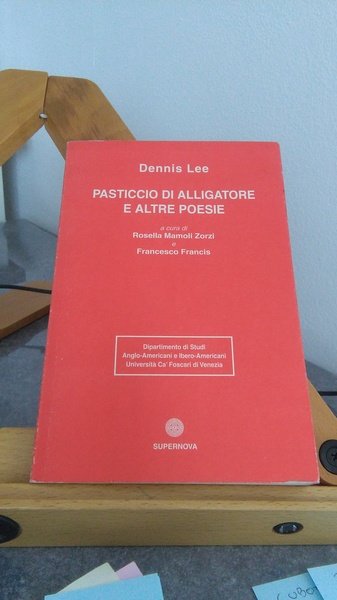 Dennis Lee
PASTICCIO DI ALLIGATORE
E ALTRE POESIE
a cura di
Rosella Mamoli Zorzi
e
Francesco Francis
Dipartimento di Studi
Anglo-Americani e Ibero-Americani
Università Ca' Foscari di Venezia
SUPERNOVA